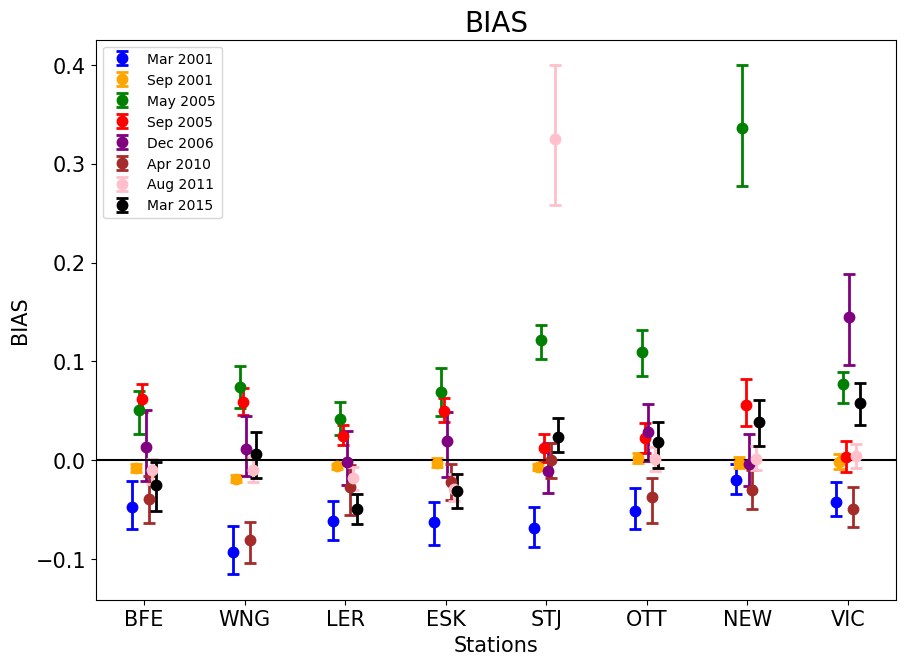 BIAS
0.4
0.3
0.2
0.1
0.0
−0.1
BIAS
Mar 2001
Sep 2001
May 2005
Sep 2005
Dec 2006
Apr 2010
Aug 2011
Mar 2015
BFE WNG LER ESK STJ OTT NEW VIC
Stations